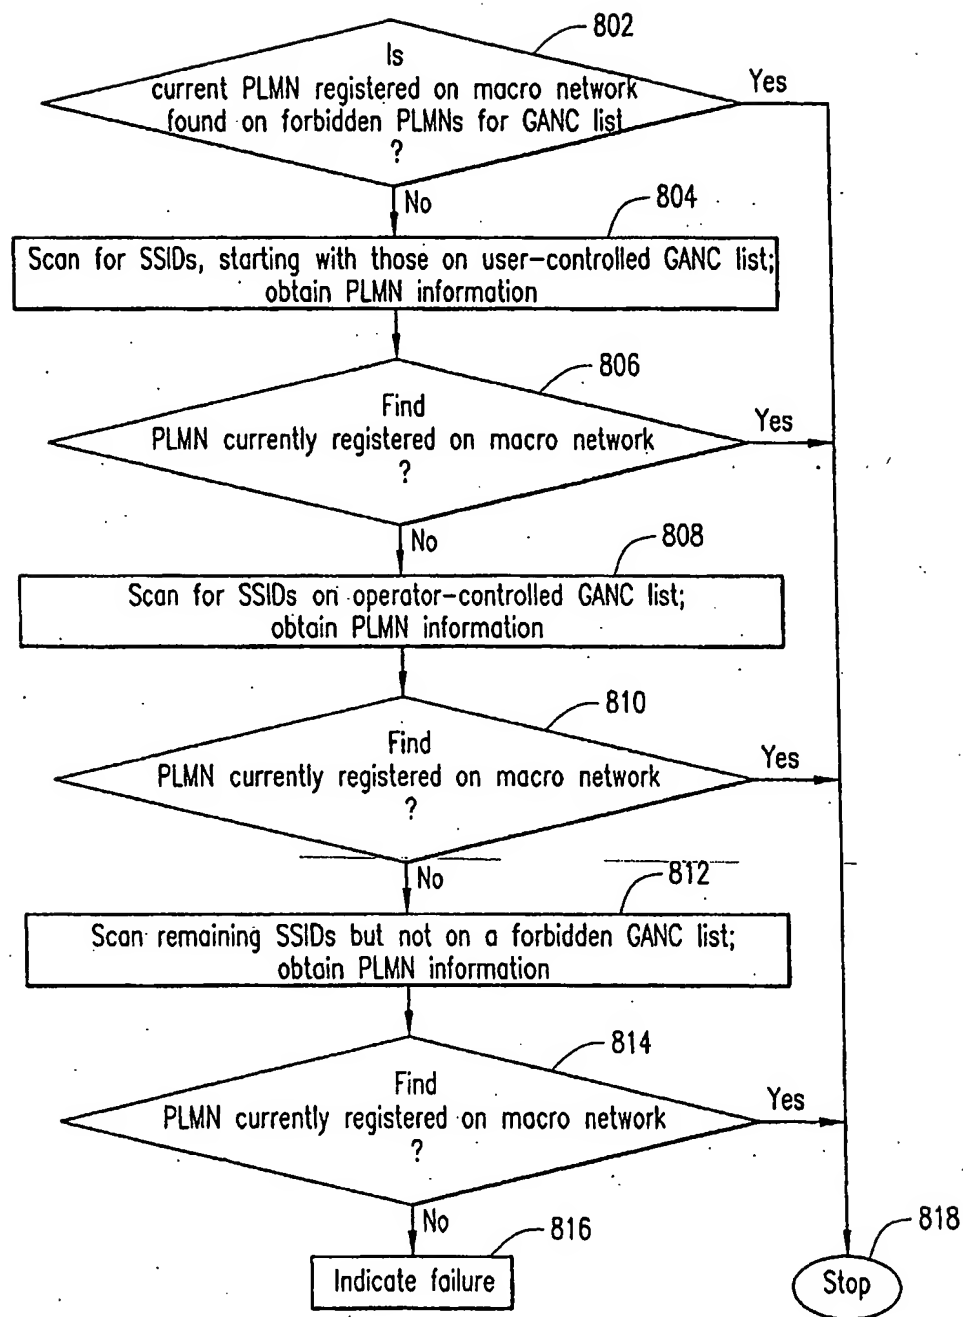 802
Is
current PLMN registered on macro network
found on forbidden PLMNs for GANC list
?
Yes
No
804
Scan for SSIDs, starting with those on user-controlled GANC list;
obtain PLMN information
806
Find
PLMN currently registered on macro network
?
Yes
No
808
Scan for SSIDs on operator-controlled GANC list;
obtain PLMN information
810
Find
PLMN currently registered on macro network
?
Yes
No
812
Scan remaining SSIDs but not on a forbidden GANC list;
obtain PLMN information
814
Find
PLMN currently registered on macro network
?
Yes
No
816
Indicate failure
818
Stop